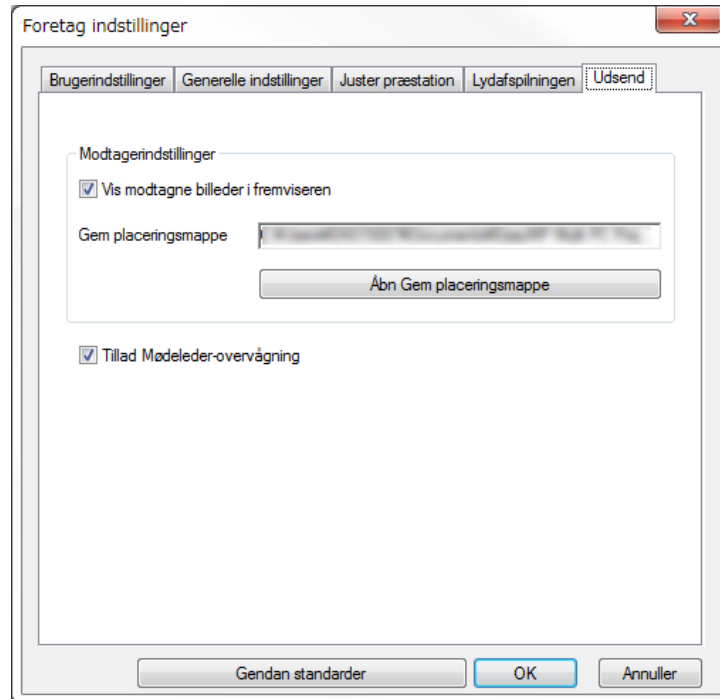 Foretag indstillinger
Brugerindstillinger Generelle indstillinger Juster præstation Lydafspilningen Udsend
Modtagerindstillinger
Vis modtagne billeder i fremviseren
Gem placeringsmappe
Åbn Gem placeringsmappe
Tillad Mødeleder-overvågning
Gendan standarder OK Annuller